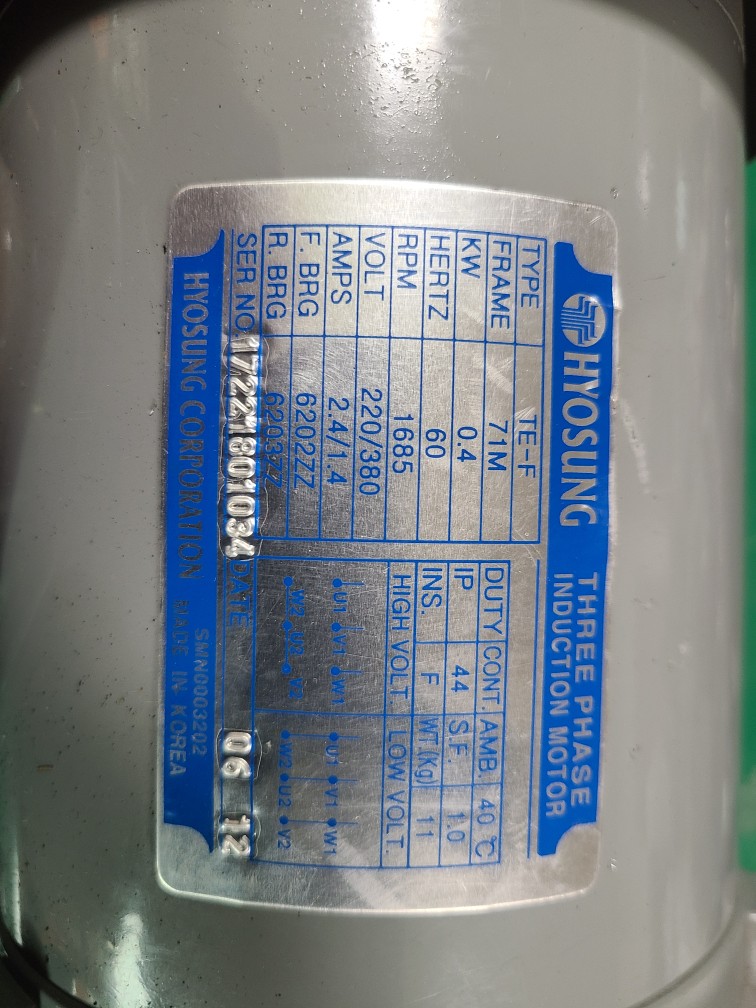 HYOSUNG THREE PHASE
INDUCTION MOTOR
TYPE TE-F
FRAME 71M DUTY CONT. AMB. 40 ℃
KW 0.4 IP 44 S.F. 1.0
HERTZ 60 INS. F WT.(Kg) 11
RPM 1685 HIGH VOLT. LOW VOLT.
VOLT 220/380
AMPS 2.4/1.4 U1 V1 W1 U1 V1 W1
F. BRG 6202ZZ W2 U2 V2 W2 U2 V2
R. BRG 6202ZZ
SER NO 172211801034 DATE 06 12
HYOSUNG CORPORATION SNN0003202
MADE IN KOREA